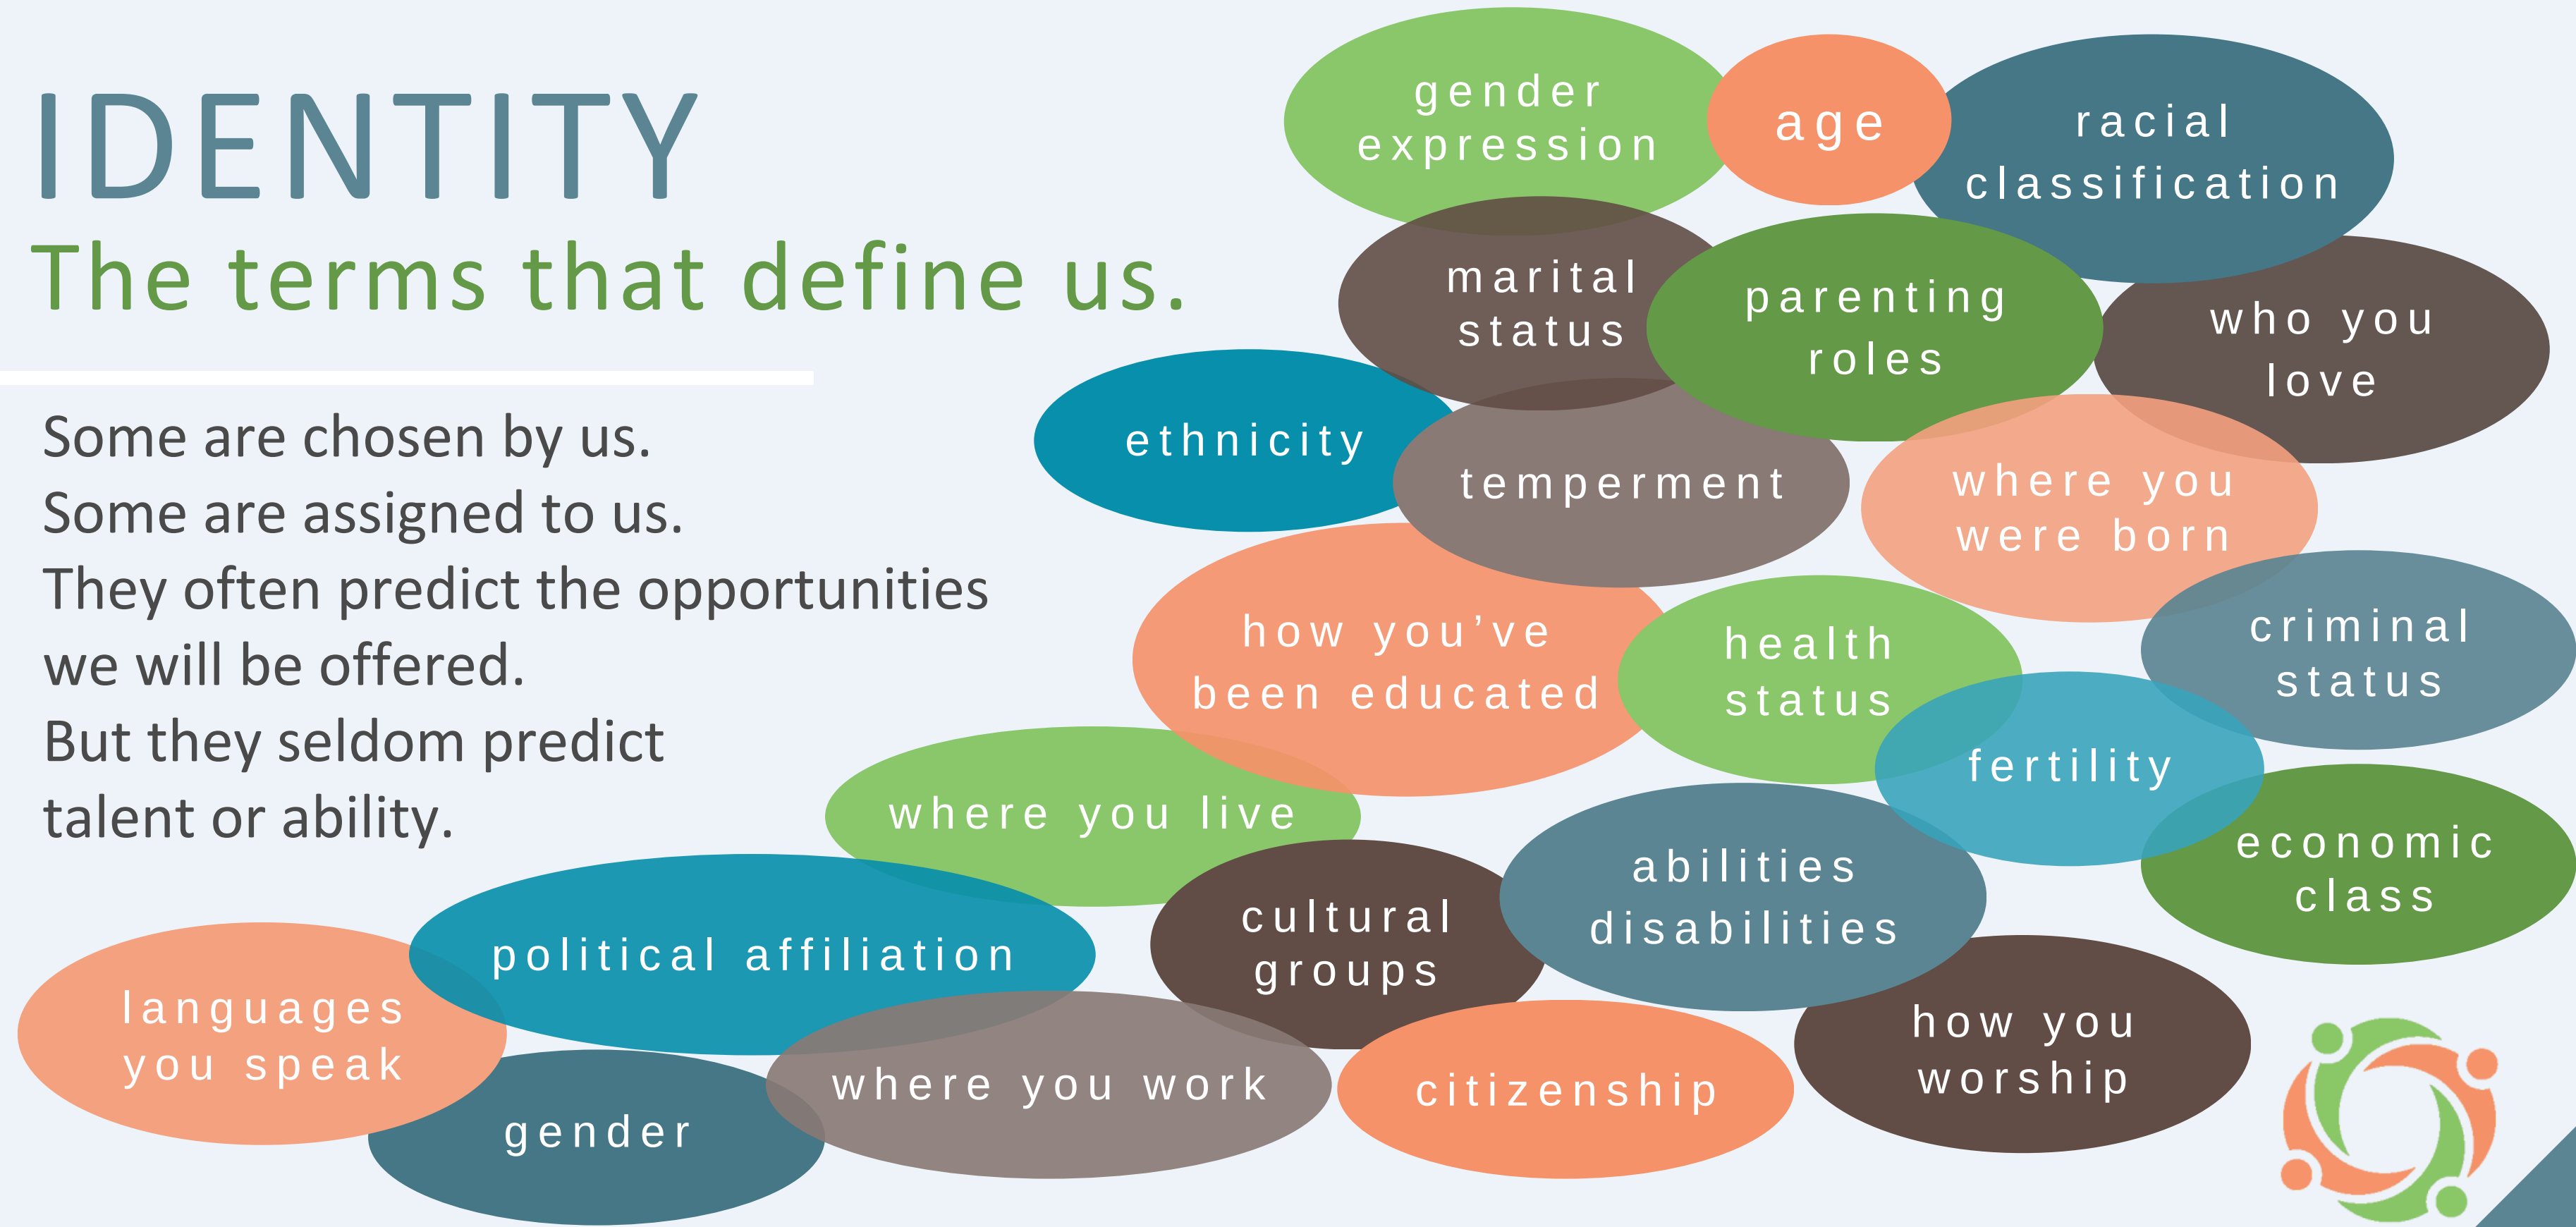 IDENTITY
The terms that define us.
Some are chosen by us.
Some are assigned to us.
They often predict the opportunities
we will be offered.
But they seldom predict
talent or ability.
gender
expression
age
racial
classification
marital
status
parenting
roles
who you
love
ethnicity
temperment
where you
were born
how you’ve
been educated
health
status
criminal
status
fertility
where you live
economic
class
abilities
disabilities
cultural
groups
political affiliation
languages
you speak
how you
worship
where you work
citizenship
gender